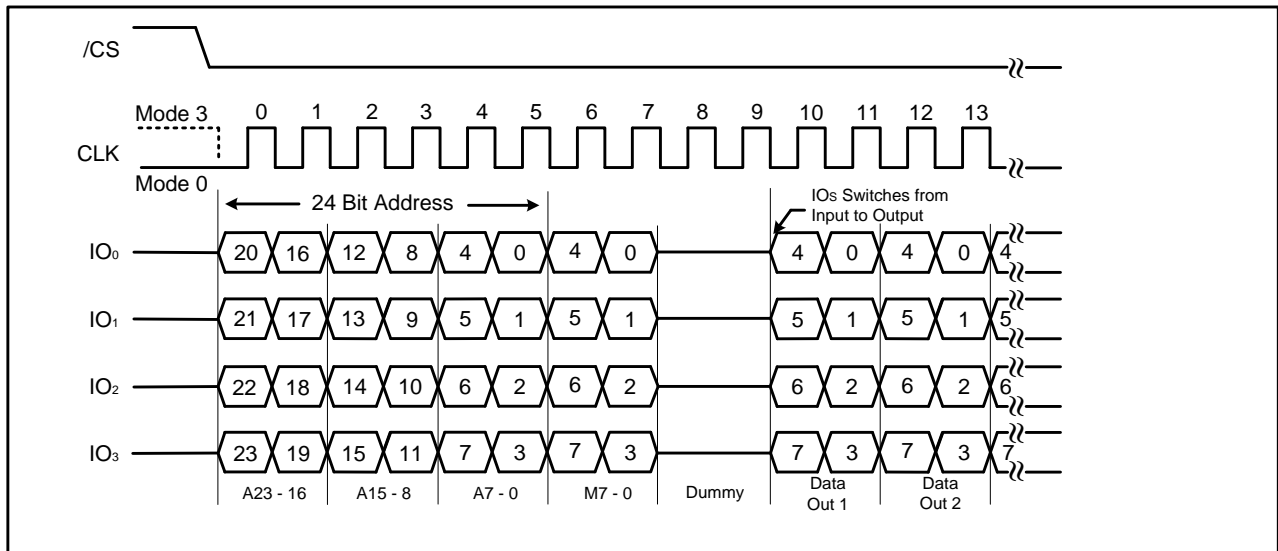 /CS
Mode 3
0 1 2 3 4 5 6 7 8 9 10 11 12 13
CLK
Mode 0
24 Bit Address
IOs Switches from
Input to Output
IO0 20 16 12 8 4 0 4 0 4 0 4 0 4
IO1 21 17 13 9 5 1 5 1 5 1 5 1 5
IO2 22 18 14 10 6 2 6 2 6 2 6 2 6
IO3 23 19 15 11 7 3 7 3 7 3 7 3 7
A23 - 16 A15 - 8 A7 - 0 M7 - 0 Dummy Data Out 1 Data Out 2